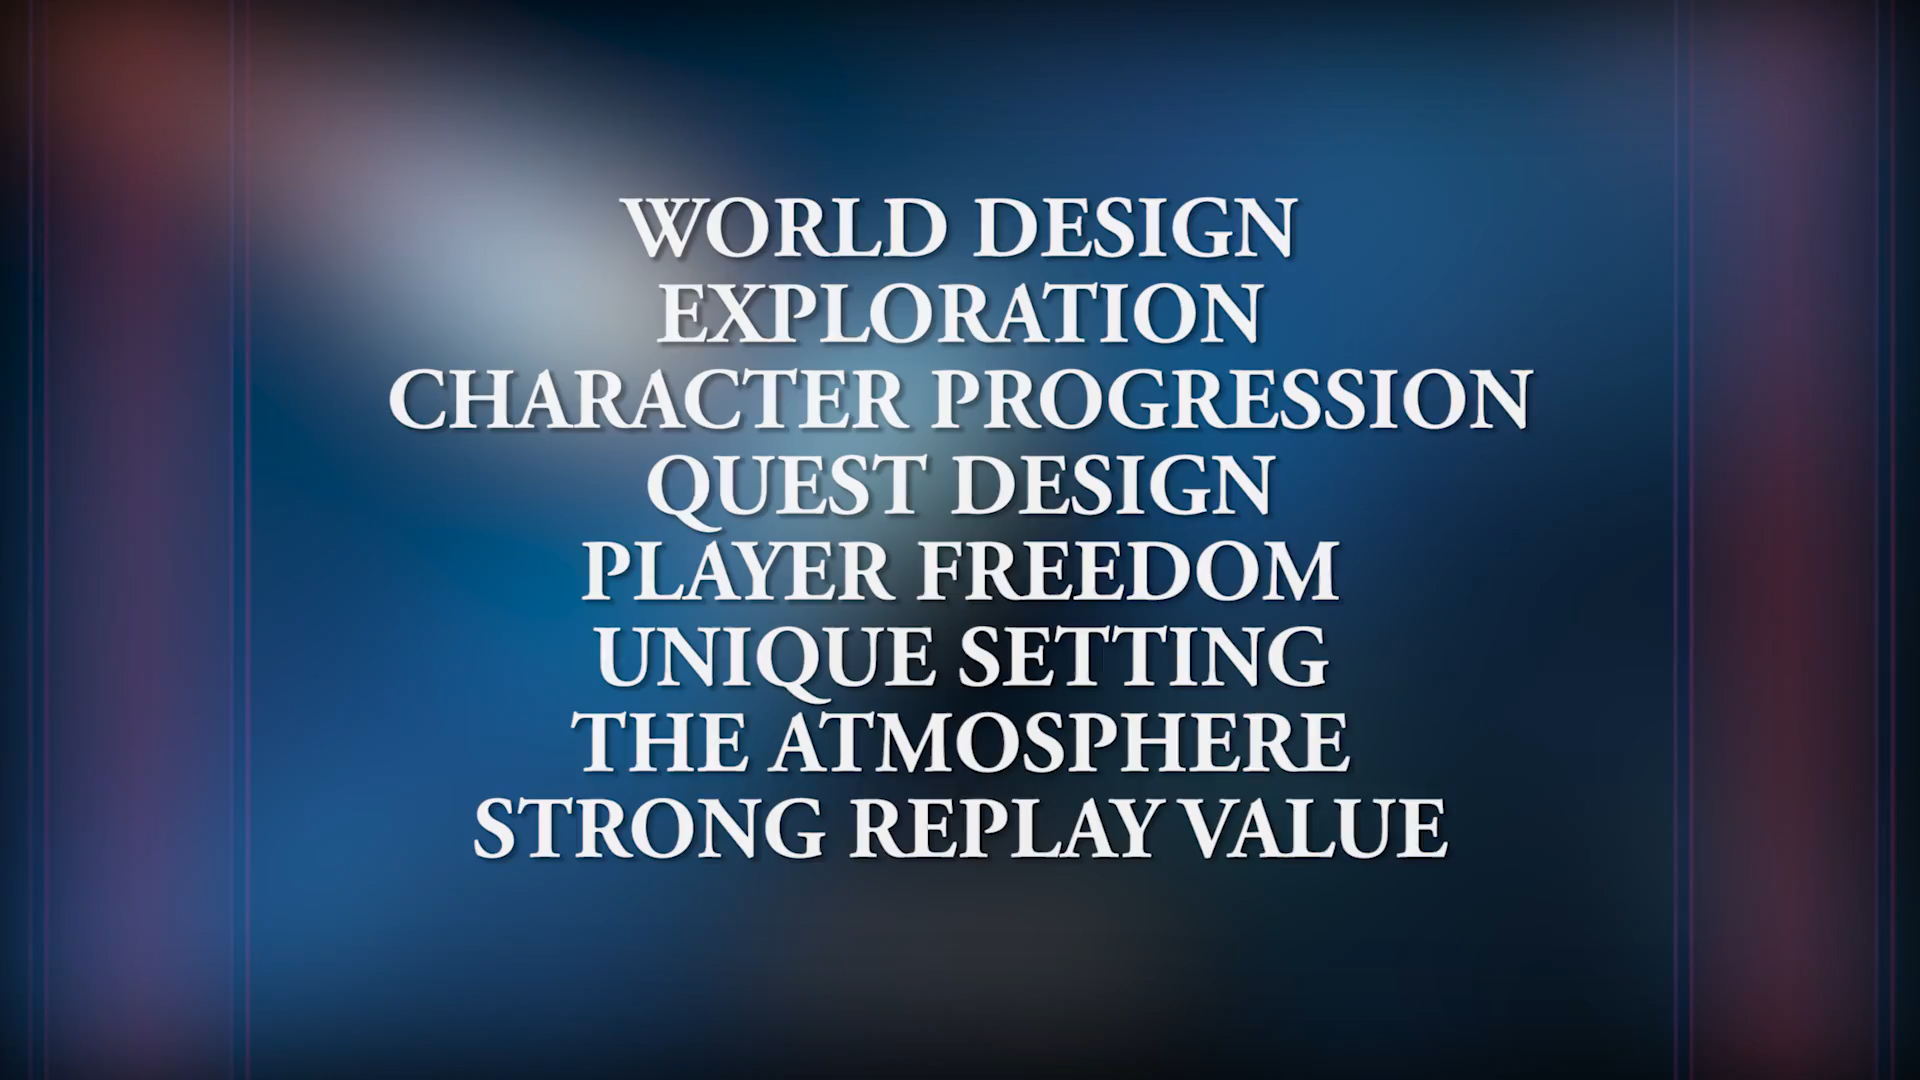 WORLD DESIGN
EXPLORATION
CHARACTER PROGRESSION
QUEST DESIGN
PLAYER FREEDOM
UNIQUE SETTING
THE ATMOSPHERE
STRONG REPLAY VALUE